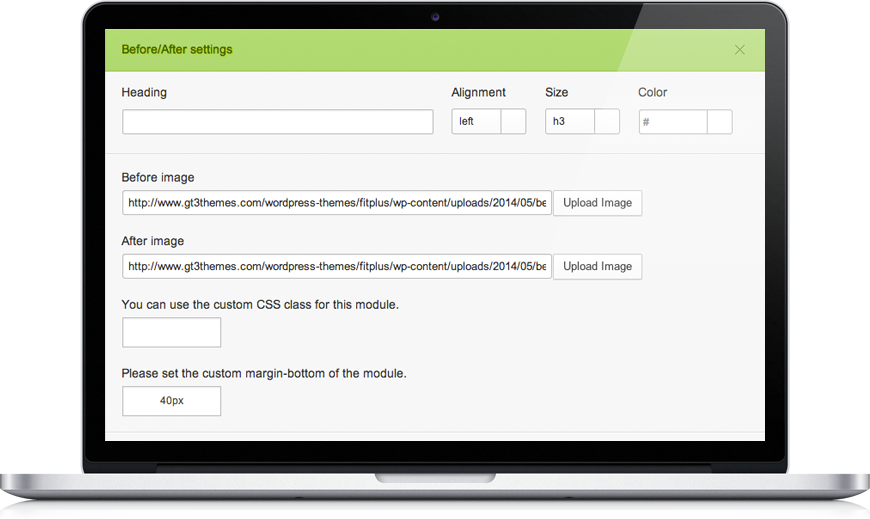 Before/After settings
Heading Alignment Size Color
left h3 #
Before image
http://www.gt3themes.com/wordpress-themes/fitplus/wp-content/uploads/2014/05/be Upload Image
After image
http://www.gt3themes.com/wordpress-themes/fitplus/wp-content/uploads/2014/05/be Upload Image
You can use the custom CSS class for this module.
Please set the custom margin-bottom of the module.
40px